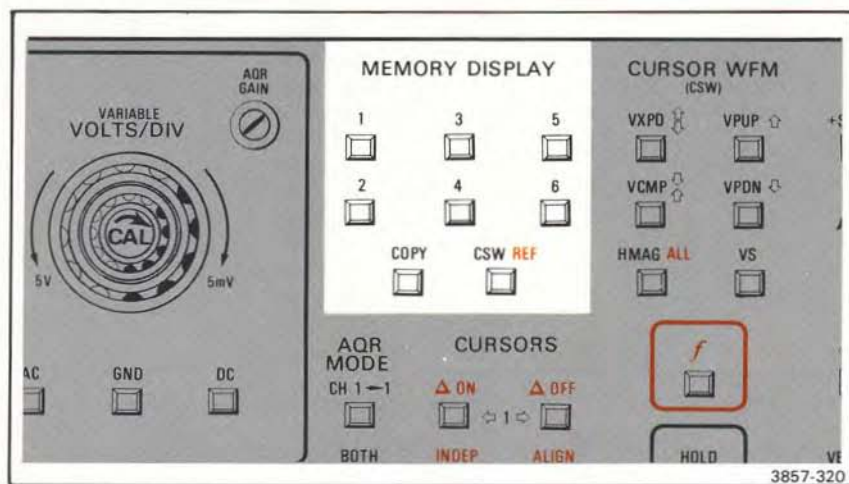 AQR
GAIN
VARIABLE
VOLTS/DIV
CAL
5V
5mV
AC
GND
DC
MEMORY DISPLAY
1 3 5
2 4 6
COPY CSW REF
CURSOR WFM
(CSW)
VXPD ⇩⇧ VPUP ⇧
VCMP ⇩⇧ VPDN ⇩
HMAG ALL VS
AQR
MODE
CH 1←1
BOTH
CURSORS
Δ ON Δ OFF
⇦ 1 ⇨
INDEP ALIGN
f
HOLD
3857-320